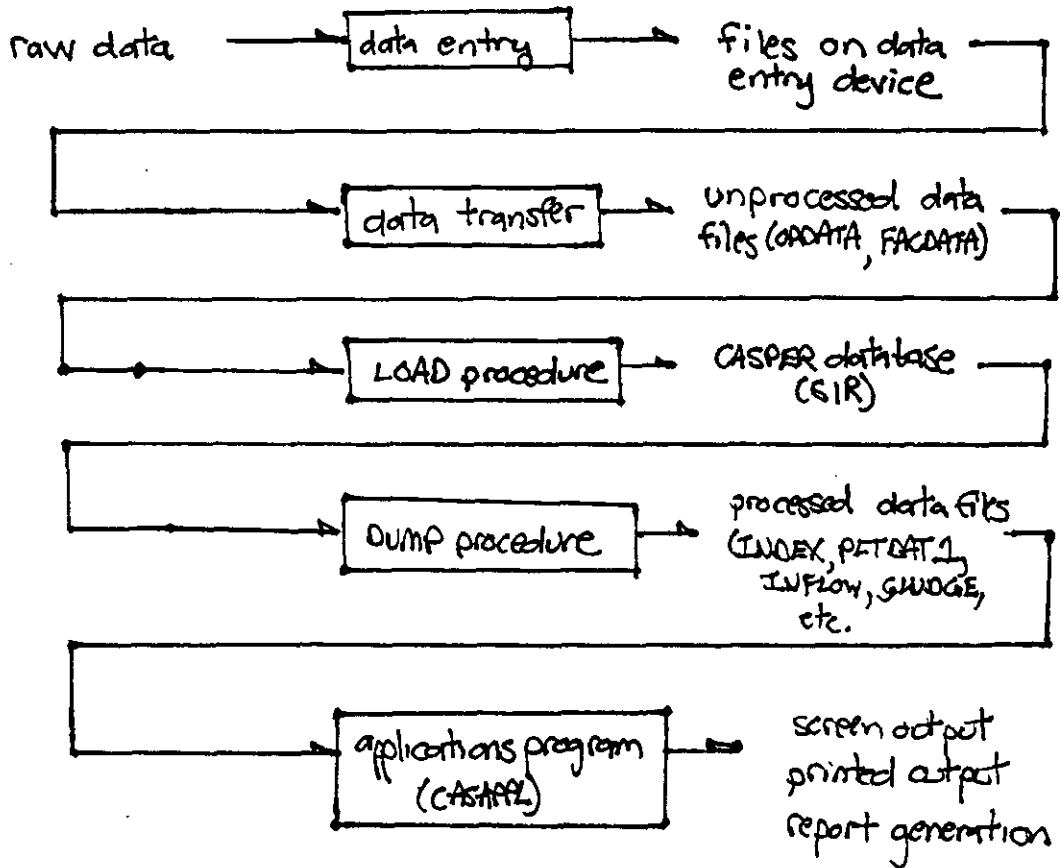 raw data
data entry
files on data
entry device
data transfer
unprocessed data
files (OPDATA, FACDATA)
LOAD procedure
CASPER database
(SIR)
DUMP procedure
processed data files
(INDEX, PETDAT1,
INFLOW, SLUDGE,
etc.
applications program
(CASAPPL)
screen output
printed output
report generation